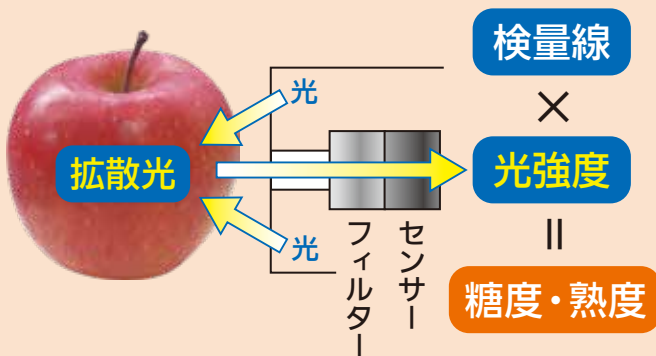 拡散光
光
光
フィルター
センサー
検量線
×
光強度
=
糖度・熟度